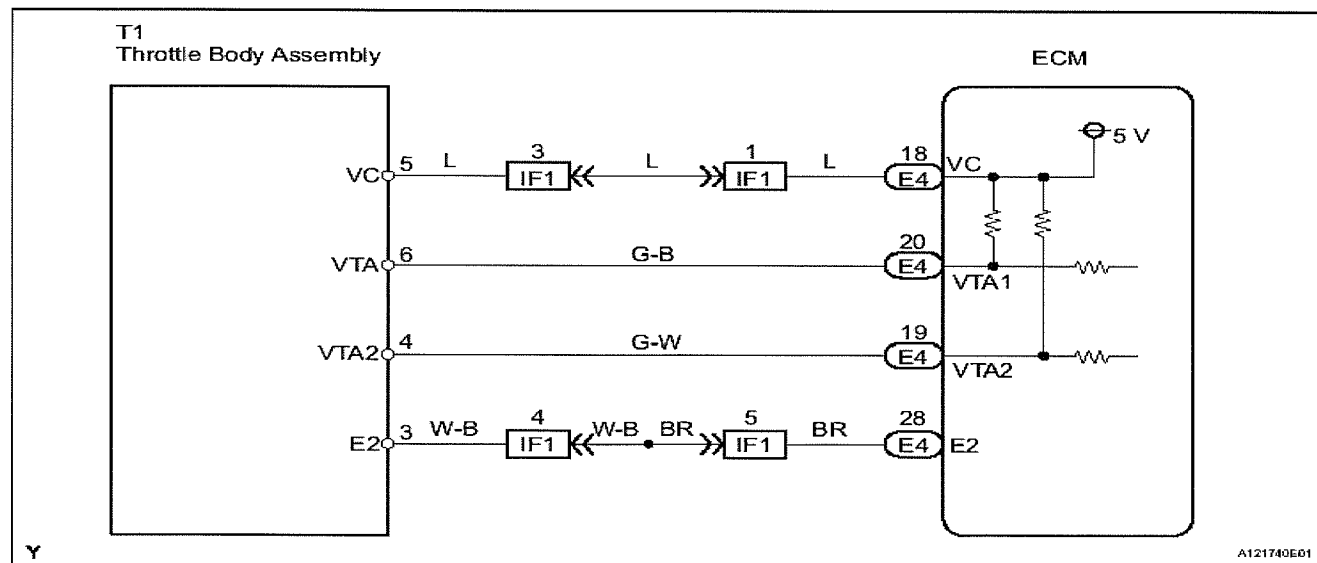 T1
Throttle Body Assembly
ECM
5 V
VC 5 L 3 IF1 L 1 IF1 L 18 E4 VC
VTA 6 G-B 20 E4 VTA1
VTA2 4 G-W 19 E4 VTA2
E2 3 W-B 4 IF1 W-B BR 5 IF1 BR 28 E4 E2
Y
A121740E01